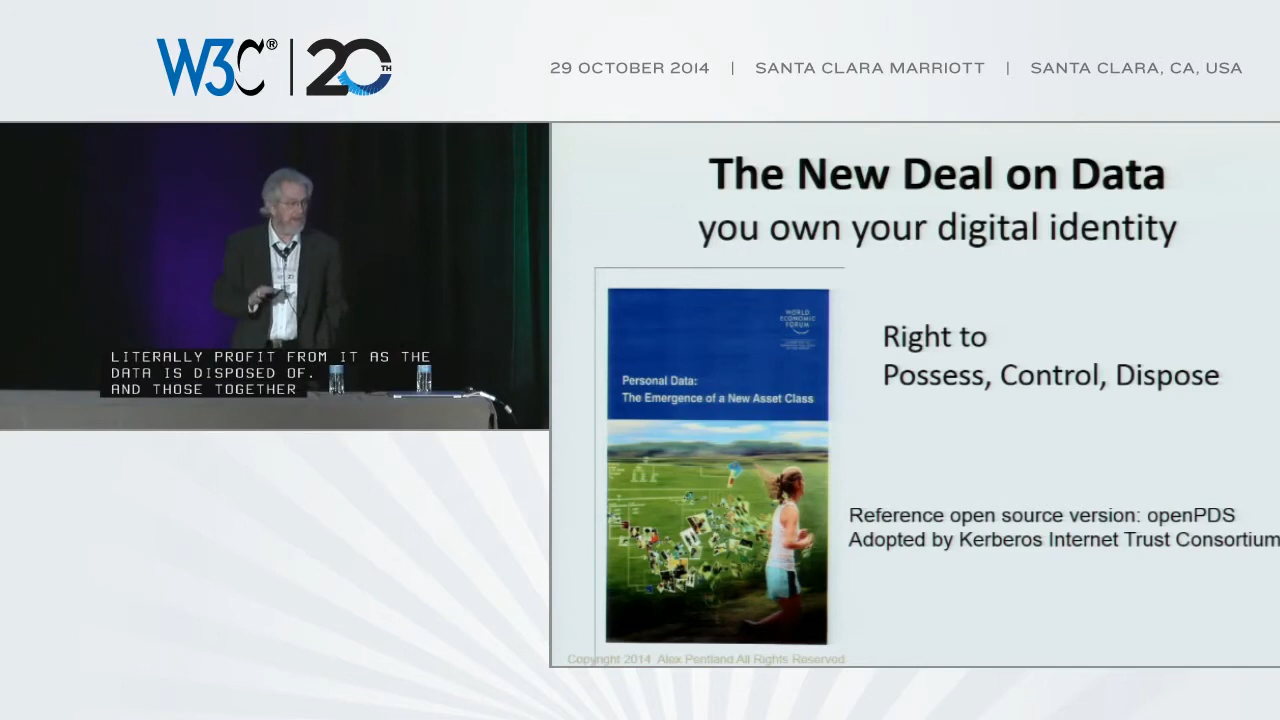 W3C® | 20TH
29 OCTOBER 2014 | SANTA CLARA MARRIOTT | SANTA CLARA, CA, USA
LITERALLY PROFIT FROM IT AS THE
DATA IS DISPOSED OF.
AND THOSE TOGETHER
The New Deal on Data
you own your digital identity
WORLD
ECONOMIC
FORUM
Personal Data:
The Emergence of a New Asset Class
Right to
Possess, Control, Dispose
Reference open source version: openPDS
Adopted by Kerberos Internet Trust Consortium
Copyright 2014 Alex Pentland All Rights Reserved